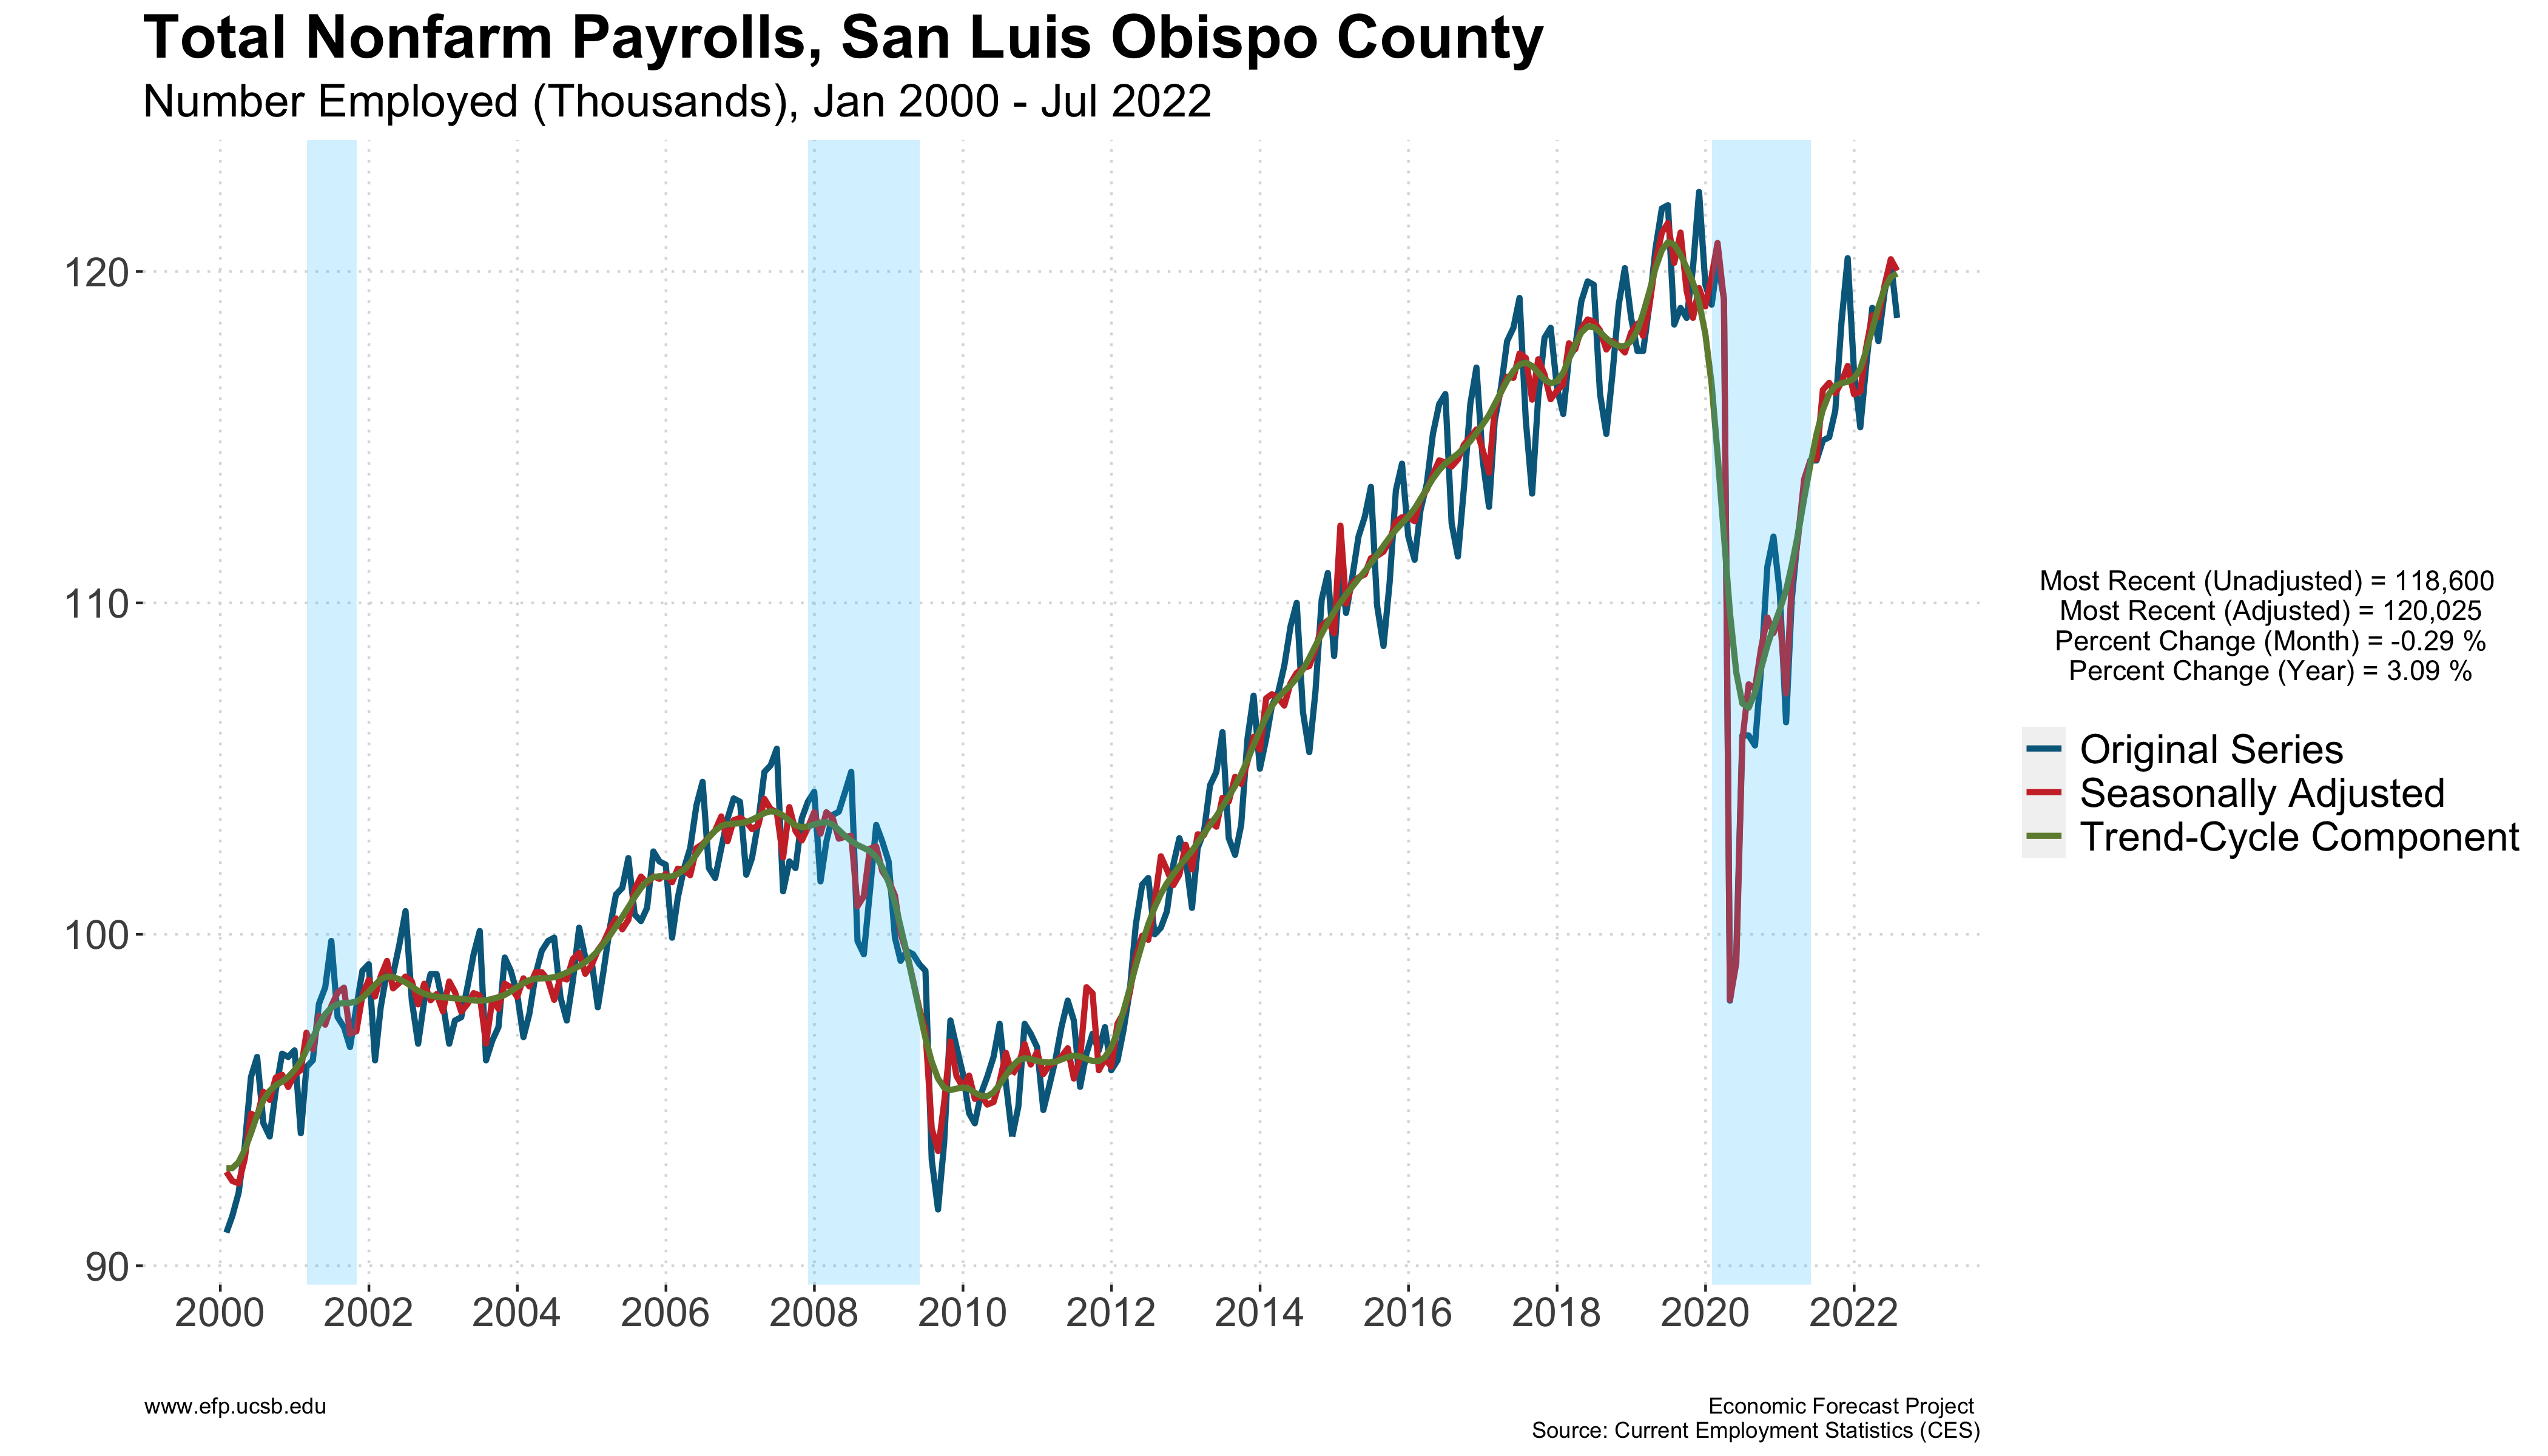 Total Nonfarm Payrolls, San Luis Obispo County
Number Employed (Thousands), Jan 2000 - Jul 2022
120
110
100
90
2000 2002 2004 2006 2008 2010 2012 2014 2016 2018 2020 2022
Most Recent (Unadjusted) = 118,600
Most Recent (Adjusted) = 120,025
Percent Change (Month) = -0.29 %
Percent Change (Year) = 3.09 %
Original Series
Seasonally Adjusted
Trend-Cycle Component
www.efp.ucsb.edu
Economic Forecast Project
Source: Current Employment Statistics (CES)